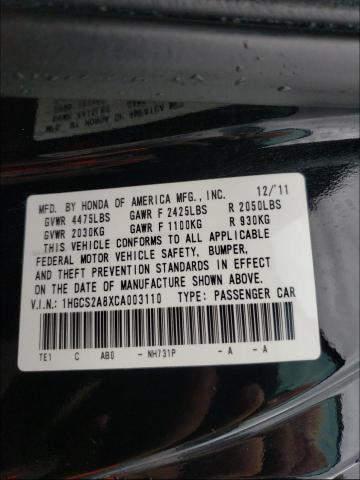 MFD. BY HONDA OF AMERICA MFG., INC. 12/'11
GVWR 4475LBS GAWR F 2425LBS R 2050LBS
GVWR 2030KG GAWR F 1100KG R 930KG
THIS VEHICLE CONFORMS TO ALL APPLICABLE
FEDERAL MOTOR VEHICLE SAFETY, BUMPER,
AND THEFT PREVENTION STANDARDS IN EFFECT
ON THE DATE OF MANUFACTURE SHOWN ABOVE.
V.I.N.: 1HGCS2A8XCA003110 TYPE: PASSENGER CAR
TE1 C AB0 - NH731P - A - A